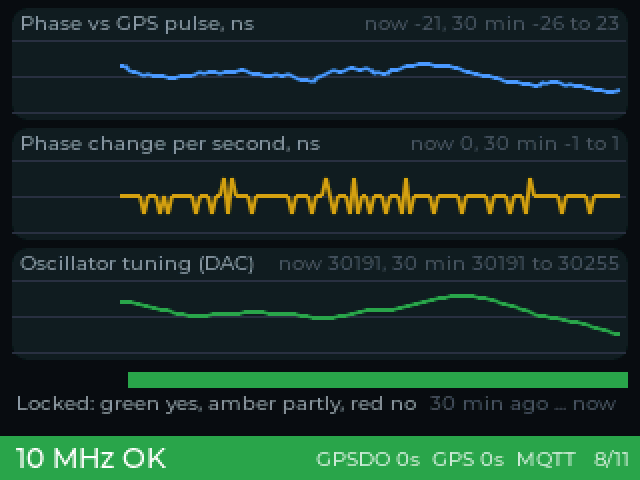 Phase vs GPS pulse, ns now -21, 30 min -26 to 23
Phase change per second, ns now 0, 30 min -1 to 1
Oscillator tuning (DAC) now 30191, 30 min 30191 to 30255
Locked: green yes, amber partly, red no 30 min ago ... now
10 MHz OK GPSDO 0s GPS 0s MQTT 8/11